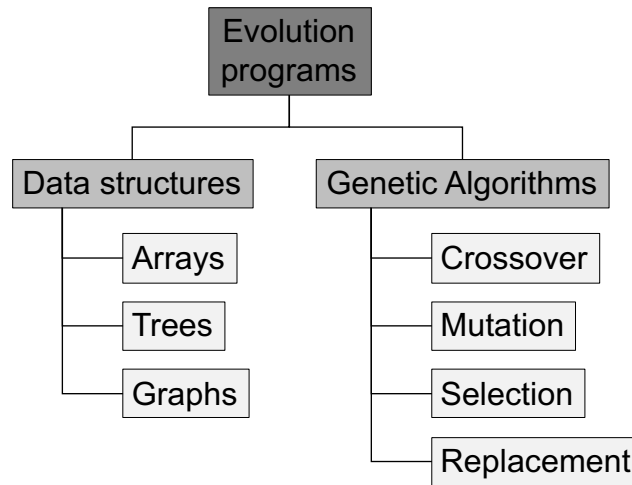 Evolution
programs
Data structures
Genetic Algorithms
Arrays
Crossover
Trees
Mutation
Graphs
Selection
Replacement